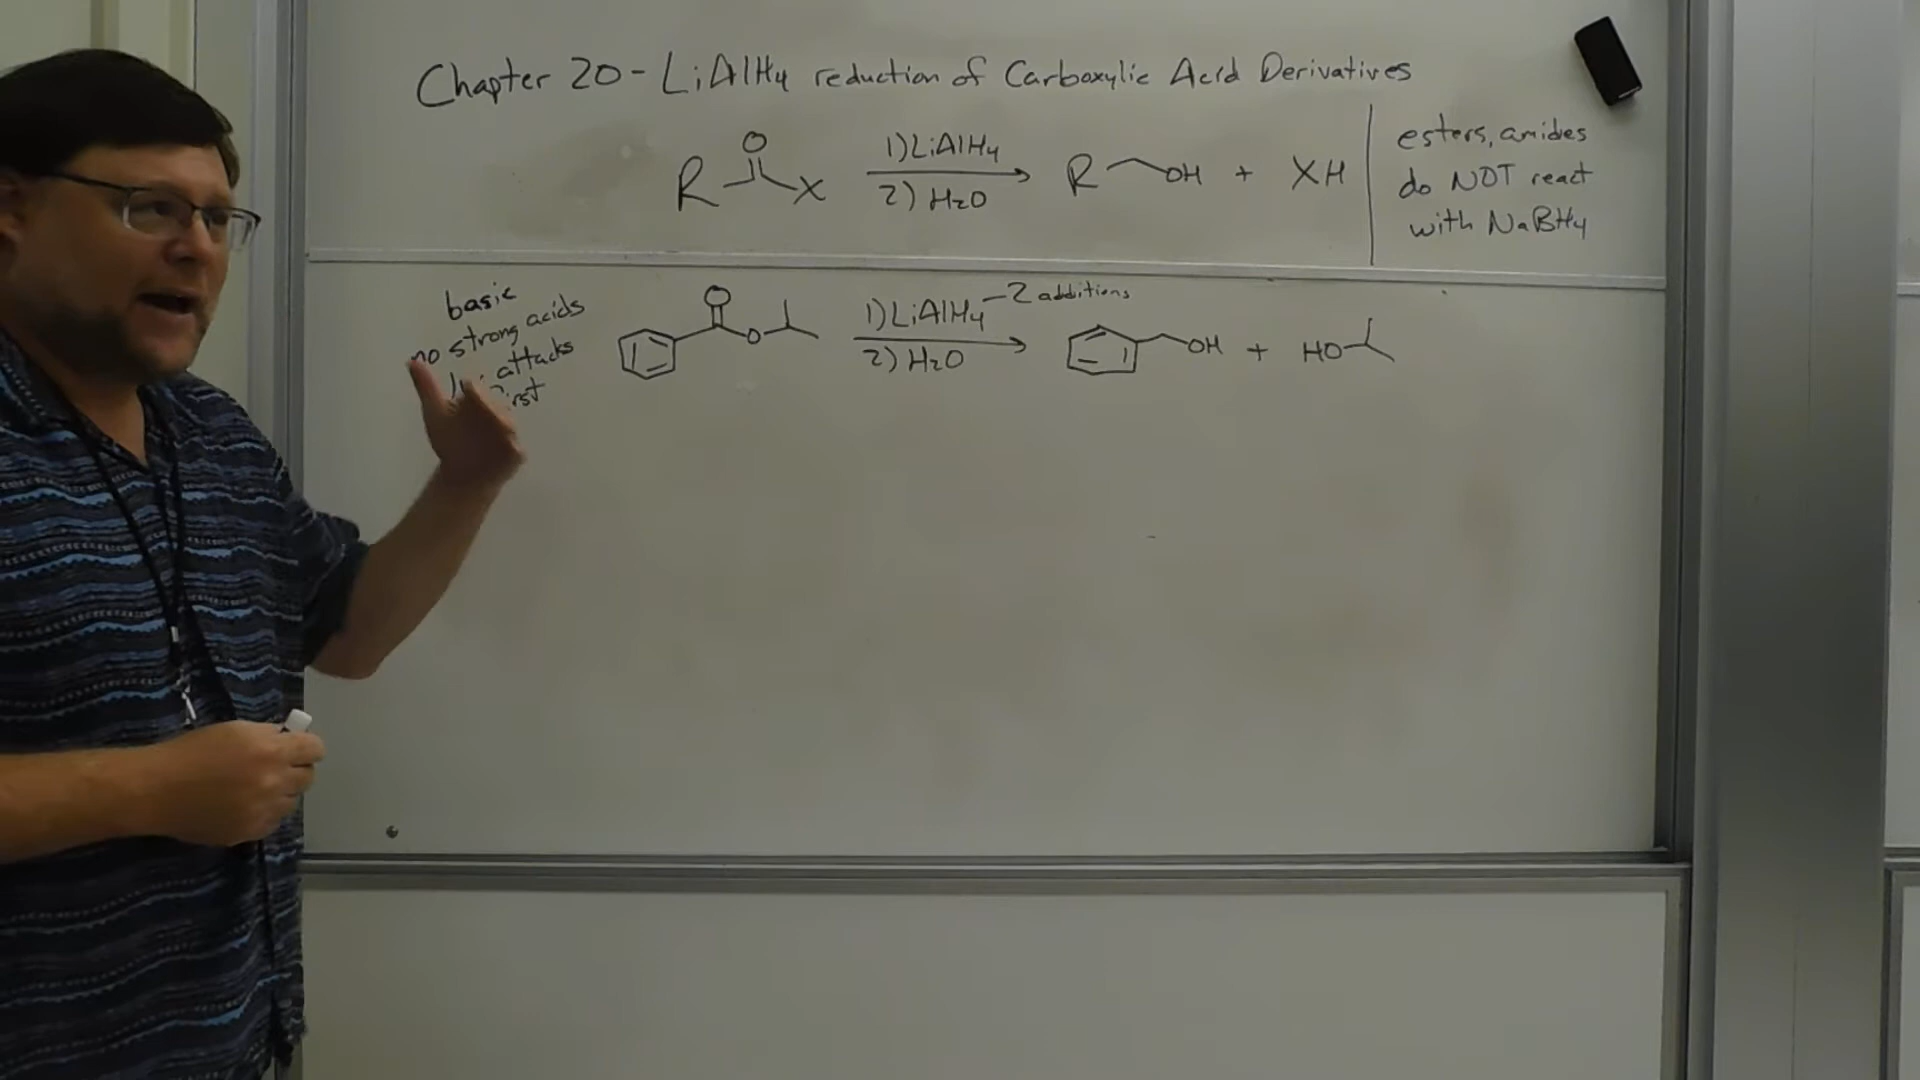 Chapter 20 - LiAlH4 reduction of Carboxylic Acid Derivatives
O
R X
1) LiAlH4
2) H2O
R OH + XH
esters, amides
do NOT react
with NaBH4
basic
no strong acids
attacks
O
O
1) LiAlH4 - 2 additions
2) H2O
OH + HO